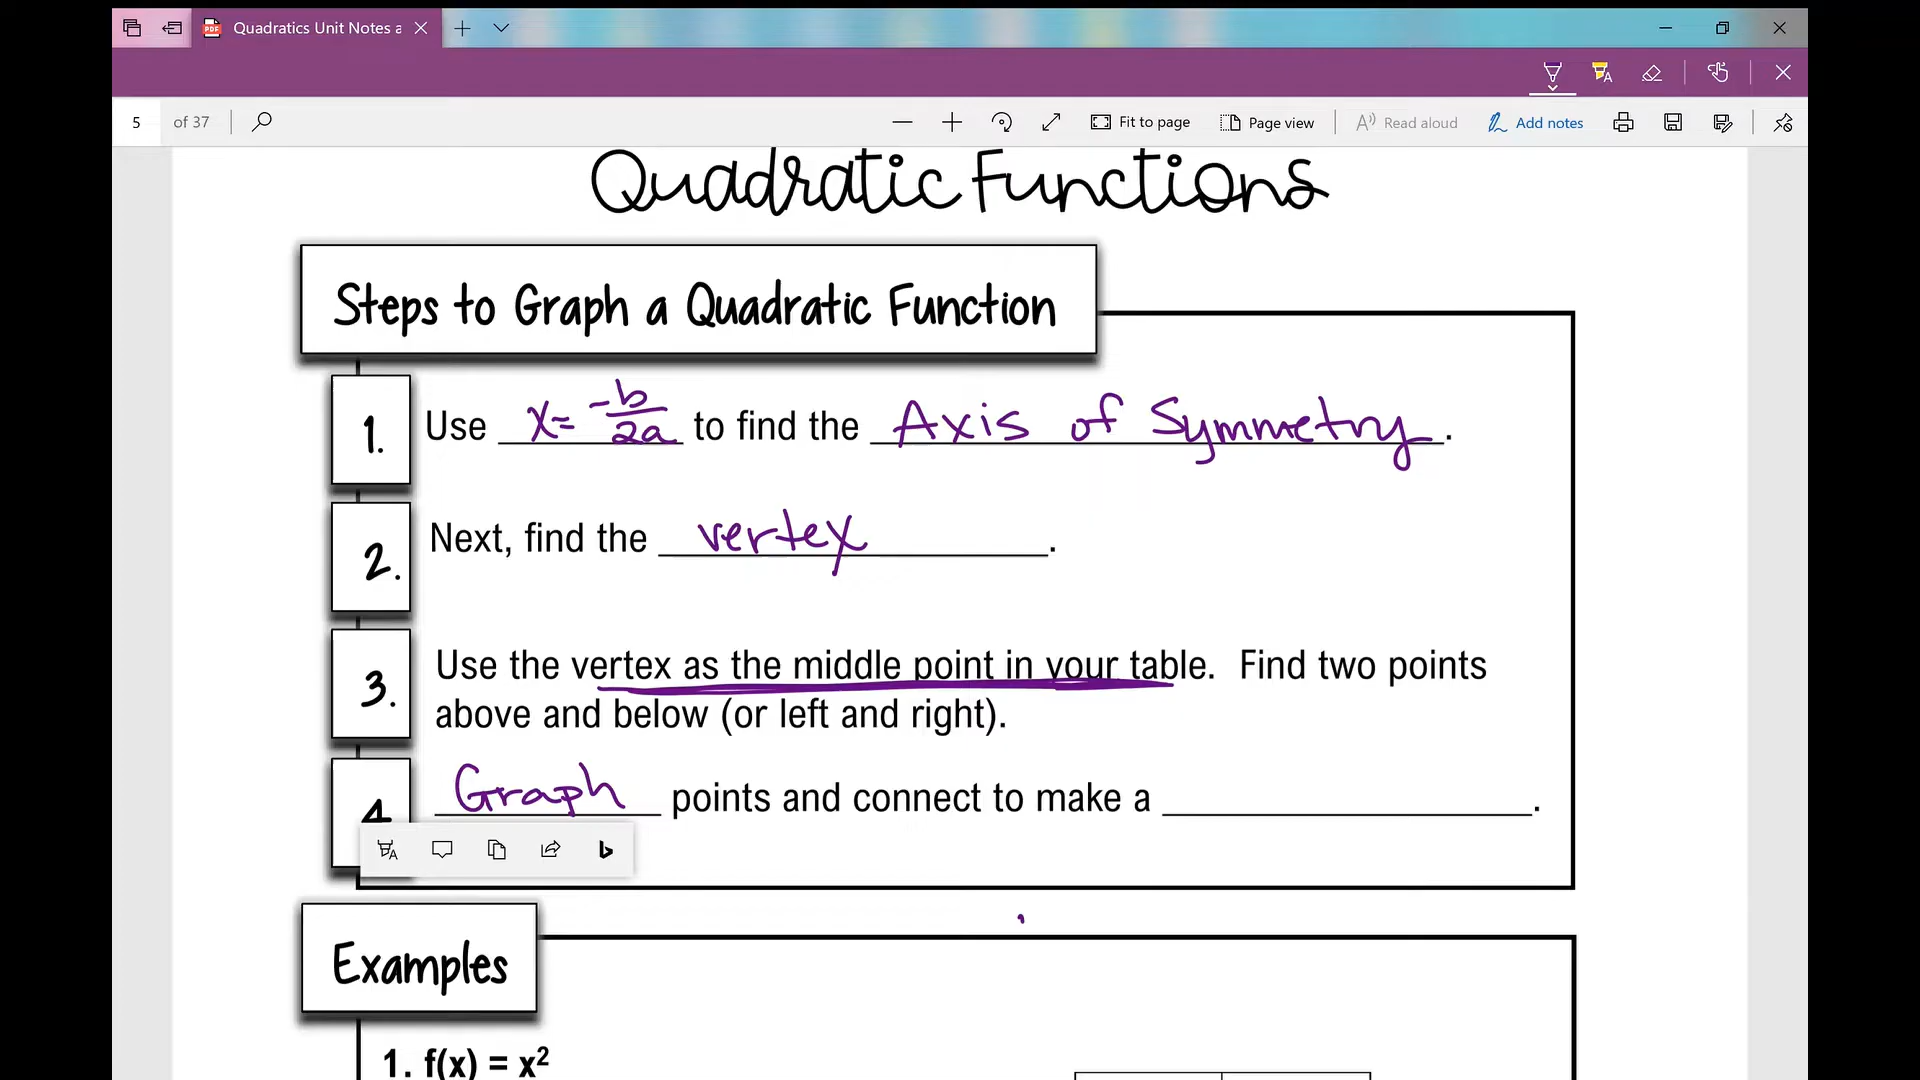 Quadratics Unit Notes a
5 of 37
Fit to page
Page view
Read aloud
Add notes
Quadratic Functions
Steps to Graph a Quadratic Function
1. Use x = -b/2a to find the Axis of Symmetry.
2. Next, find the vertex.
3. Use the vertex as the middle point in your table. Find two points
above and below (or left and right).
4. Graph points and connect to make a ____.
Examples
1. f(x) = x²